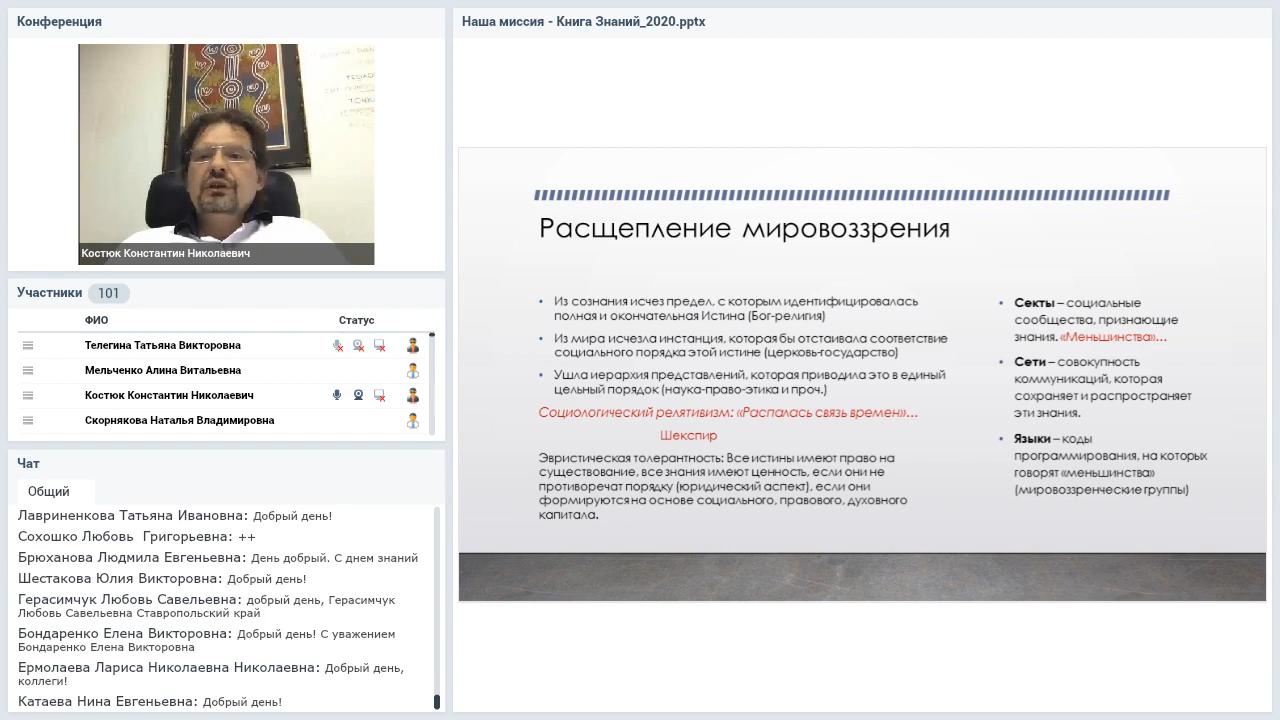 Конференция
Костюк Константин Николаевич
Участники 101
ФИО Статус
Телегина Татьяна Викторовна
Мельченко Алина Витальевна
Костюк Константин Николаевич
Скорнякова Наталья Владимировна
Чат
Общий
Лавриненкова Татьяна Ивановна: Добрый день!
Сохошко Любовь Григорьевна: ++
Брюханова Людмила Евгеньевна: День добрый. С днем знаний
Шестакова Юлия Викторовна: Добрый день!
Герасимчук Любовь Савельевна: добрый день, Герасимчук
Любовь Савельевна Ставропольский край
Бондаренко Елена Викторовна: Добрый день! С уважением
Бондаренко Елена Викторовна
Ермолаева Лариса Николаевна Николаевна: Добрый день,
коллеги!
Катаева Нина Евгеньевна: Добрый день!
Наша миссия - Книга Знаний_2020.pptx
Расщепление мировоззрения
• Из сознания исчез предел, с которым идентифицировалась
полная и окончательная Истина (Бог-религия)
• Из мира исчезла инстанция, которая бы отстаивала соответствие
социального порядка этой истине (церковь-государство)
• Ушла иерархия представлений, которая приводила это в единый
цельный порядок (наука-право-этика и проч.)
Социологический релятивизм: «Распалась связь времен»…
Шекспир
Эвристическая толерантность: Все истины имеют право на
существование, все знания имеют ценность, если они не
противоречат порядку (юридический аспект), если они
формируются на основе социального, правового, духовного
капитала.
• Секты – социальные
сообщества, признающие
знания. «Меньшинства»…
• Сети – совокупность
коммуникаций, которая
сохраняет и распространяет
эти знания.
• Языки – коды
программирования, на которых
говорят «меньшинства»
(мировоззренческие группы)